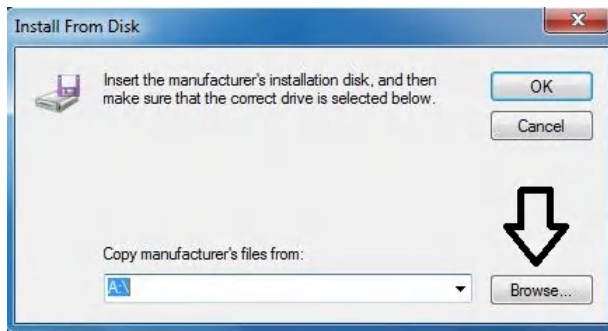 Install From Disk
Insert the manufacturer's installation disk, and then
make sure that the correct drive is selected below.
OK
Cancel
Copy manufacturer's files from:
A:\
Browse...